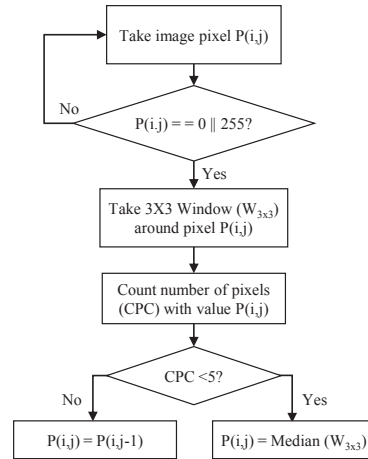 Take image pixel P(i,j)
No
P(i.j) = = 0 || 255?
Yes
Take 3X3 Window (W3x3)
around pixel P(i,j)
Count number of pixels
(CPC) with value P(i,j)
CPC <5?
No
Yes
P(i,j) = P(i,j-1)
P(i,j) = Median (W3x3)